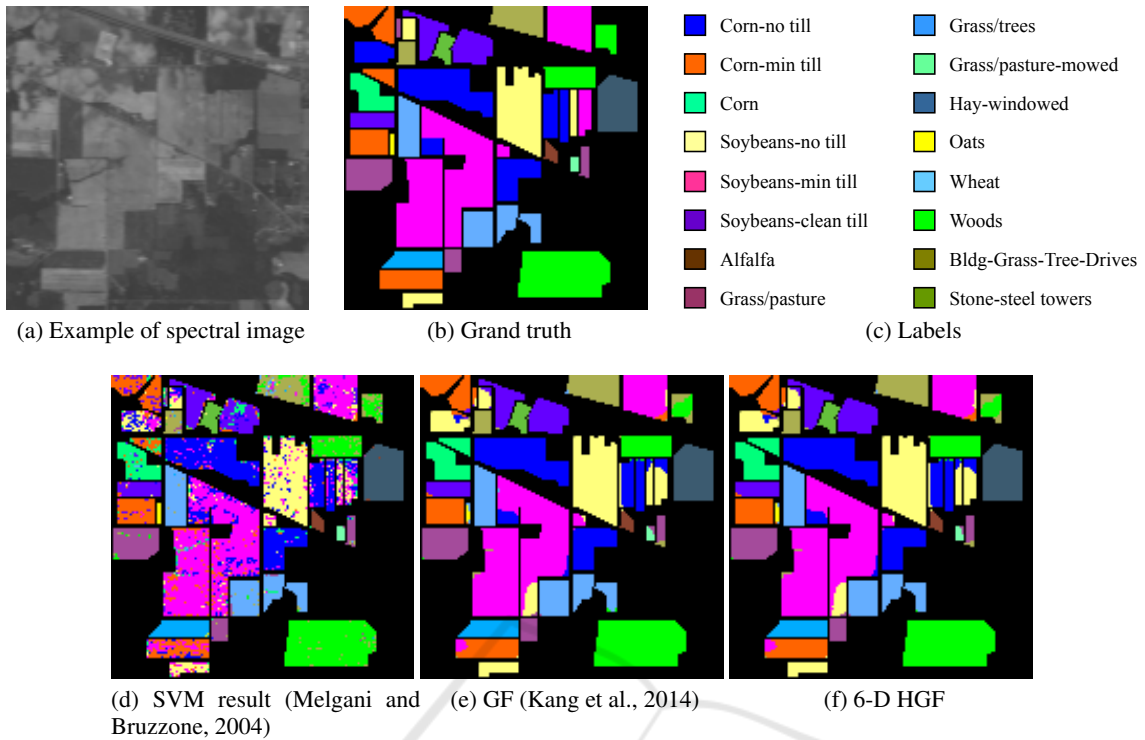 Corn-no till
Corn-min till
Corn
Soybeans-no till
Soybeans-min till
Soybeans-clean till
Alfalfa
Grass/pasture
Grass/trees
Grass/pasture-mowed
Hay-windowed
Oats
Wheat
Woods
Bldg-Grass-Tree-Drives
Stone-steel towers
(a) Example of spectral image
(b) Grand truth
(c) Labels
(d) SVM result (Melgani and
Bruzzone, 2004)
(e) GF (Kang et al., 2014)
(f) 6-D HGF